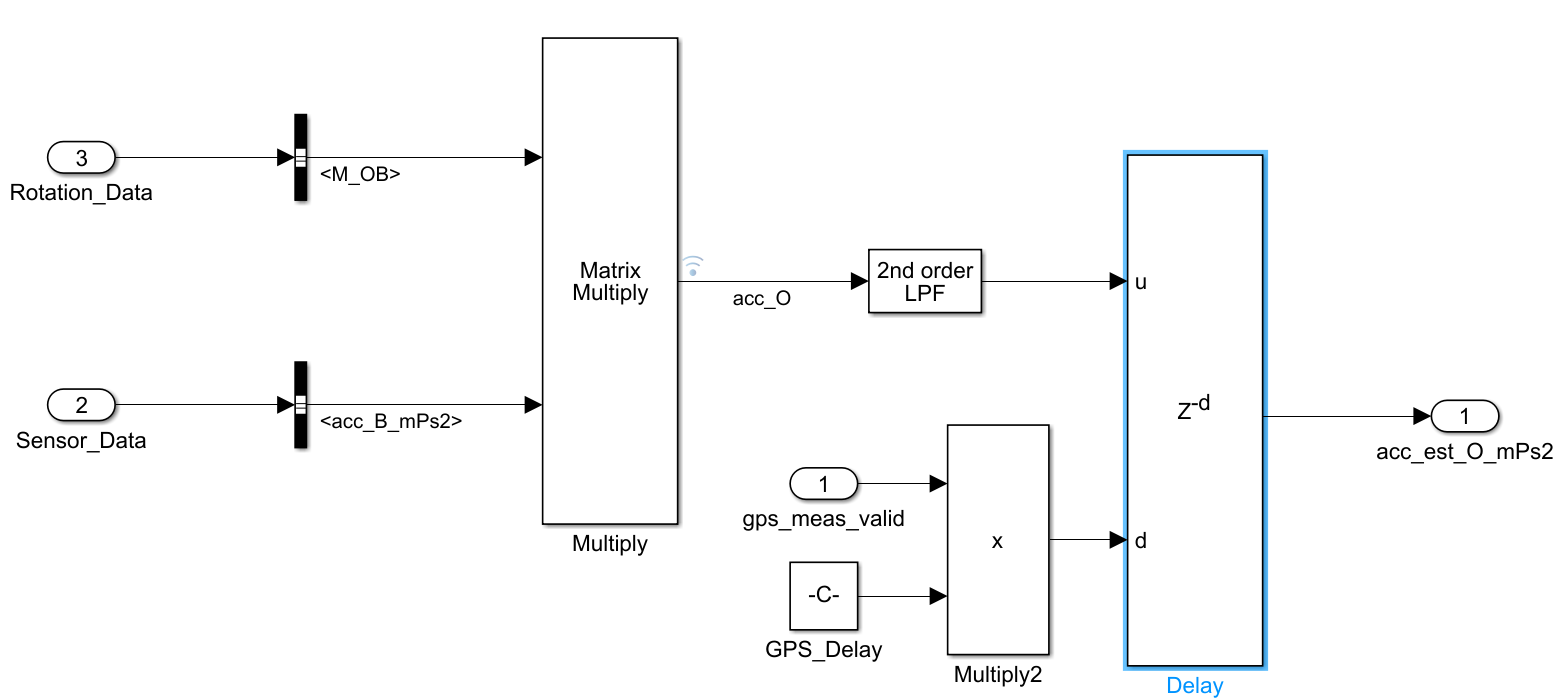 3
Rotation_Data
<M_OB>
2
Sensor_Data
<acc_B_mPs2>
Matrix
Multiply
Multiply
acc_O
2nd order
LPF
1
gps_meas_valid
-C-
GPS_Delay
x
Multiply2
u
d
Z-d
Delay
1
acc_est_O_mPs2